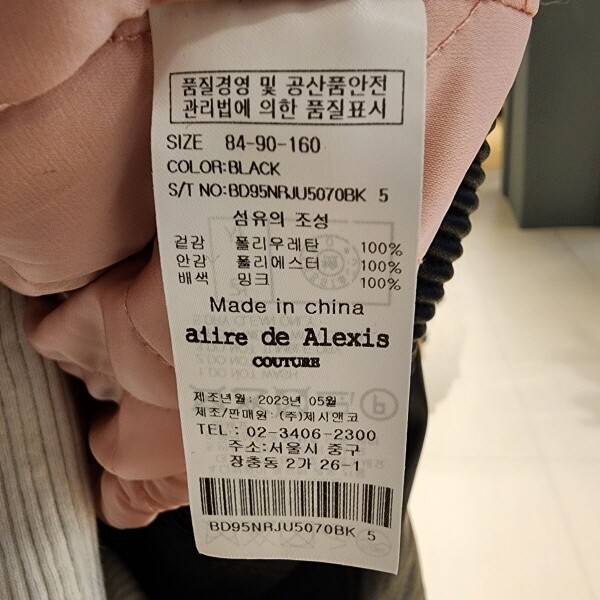 품질경영 및 공산품안전
관리법에 의한 품질표시
SIZE 84-90-160
COLOR:BLACK
S/T NO:BD95NRJU5070BK 5
섬유의 조성
겉감 폴리우레탄 100%
안감 폴리에스터 100%
배색 밍크 100%
Made in china
aiire de Alexis
COUTURE
제조년월: 2023년 05월
제조/판매원 : (주)제시앤코
TEL : 02-3406-2300
주소:서울시 중구
장충동 2가 26-1
BD95NRJU5070BK 5